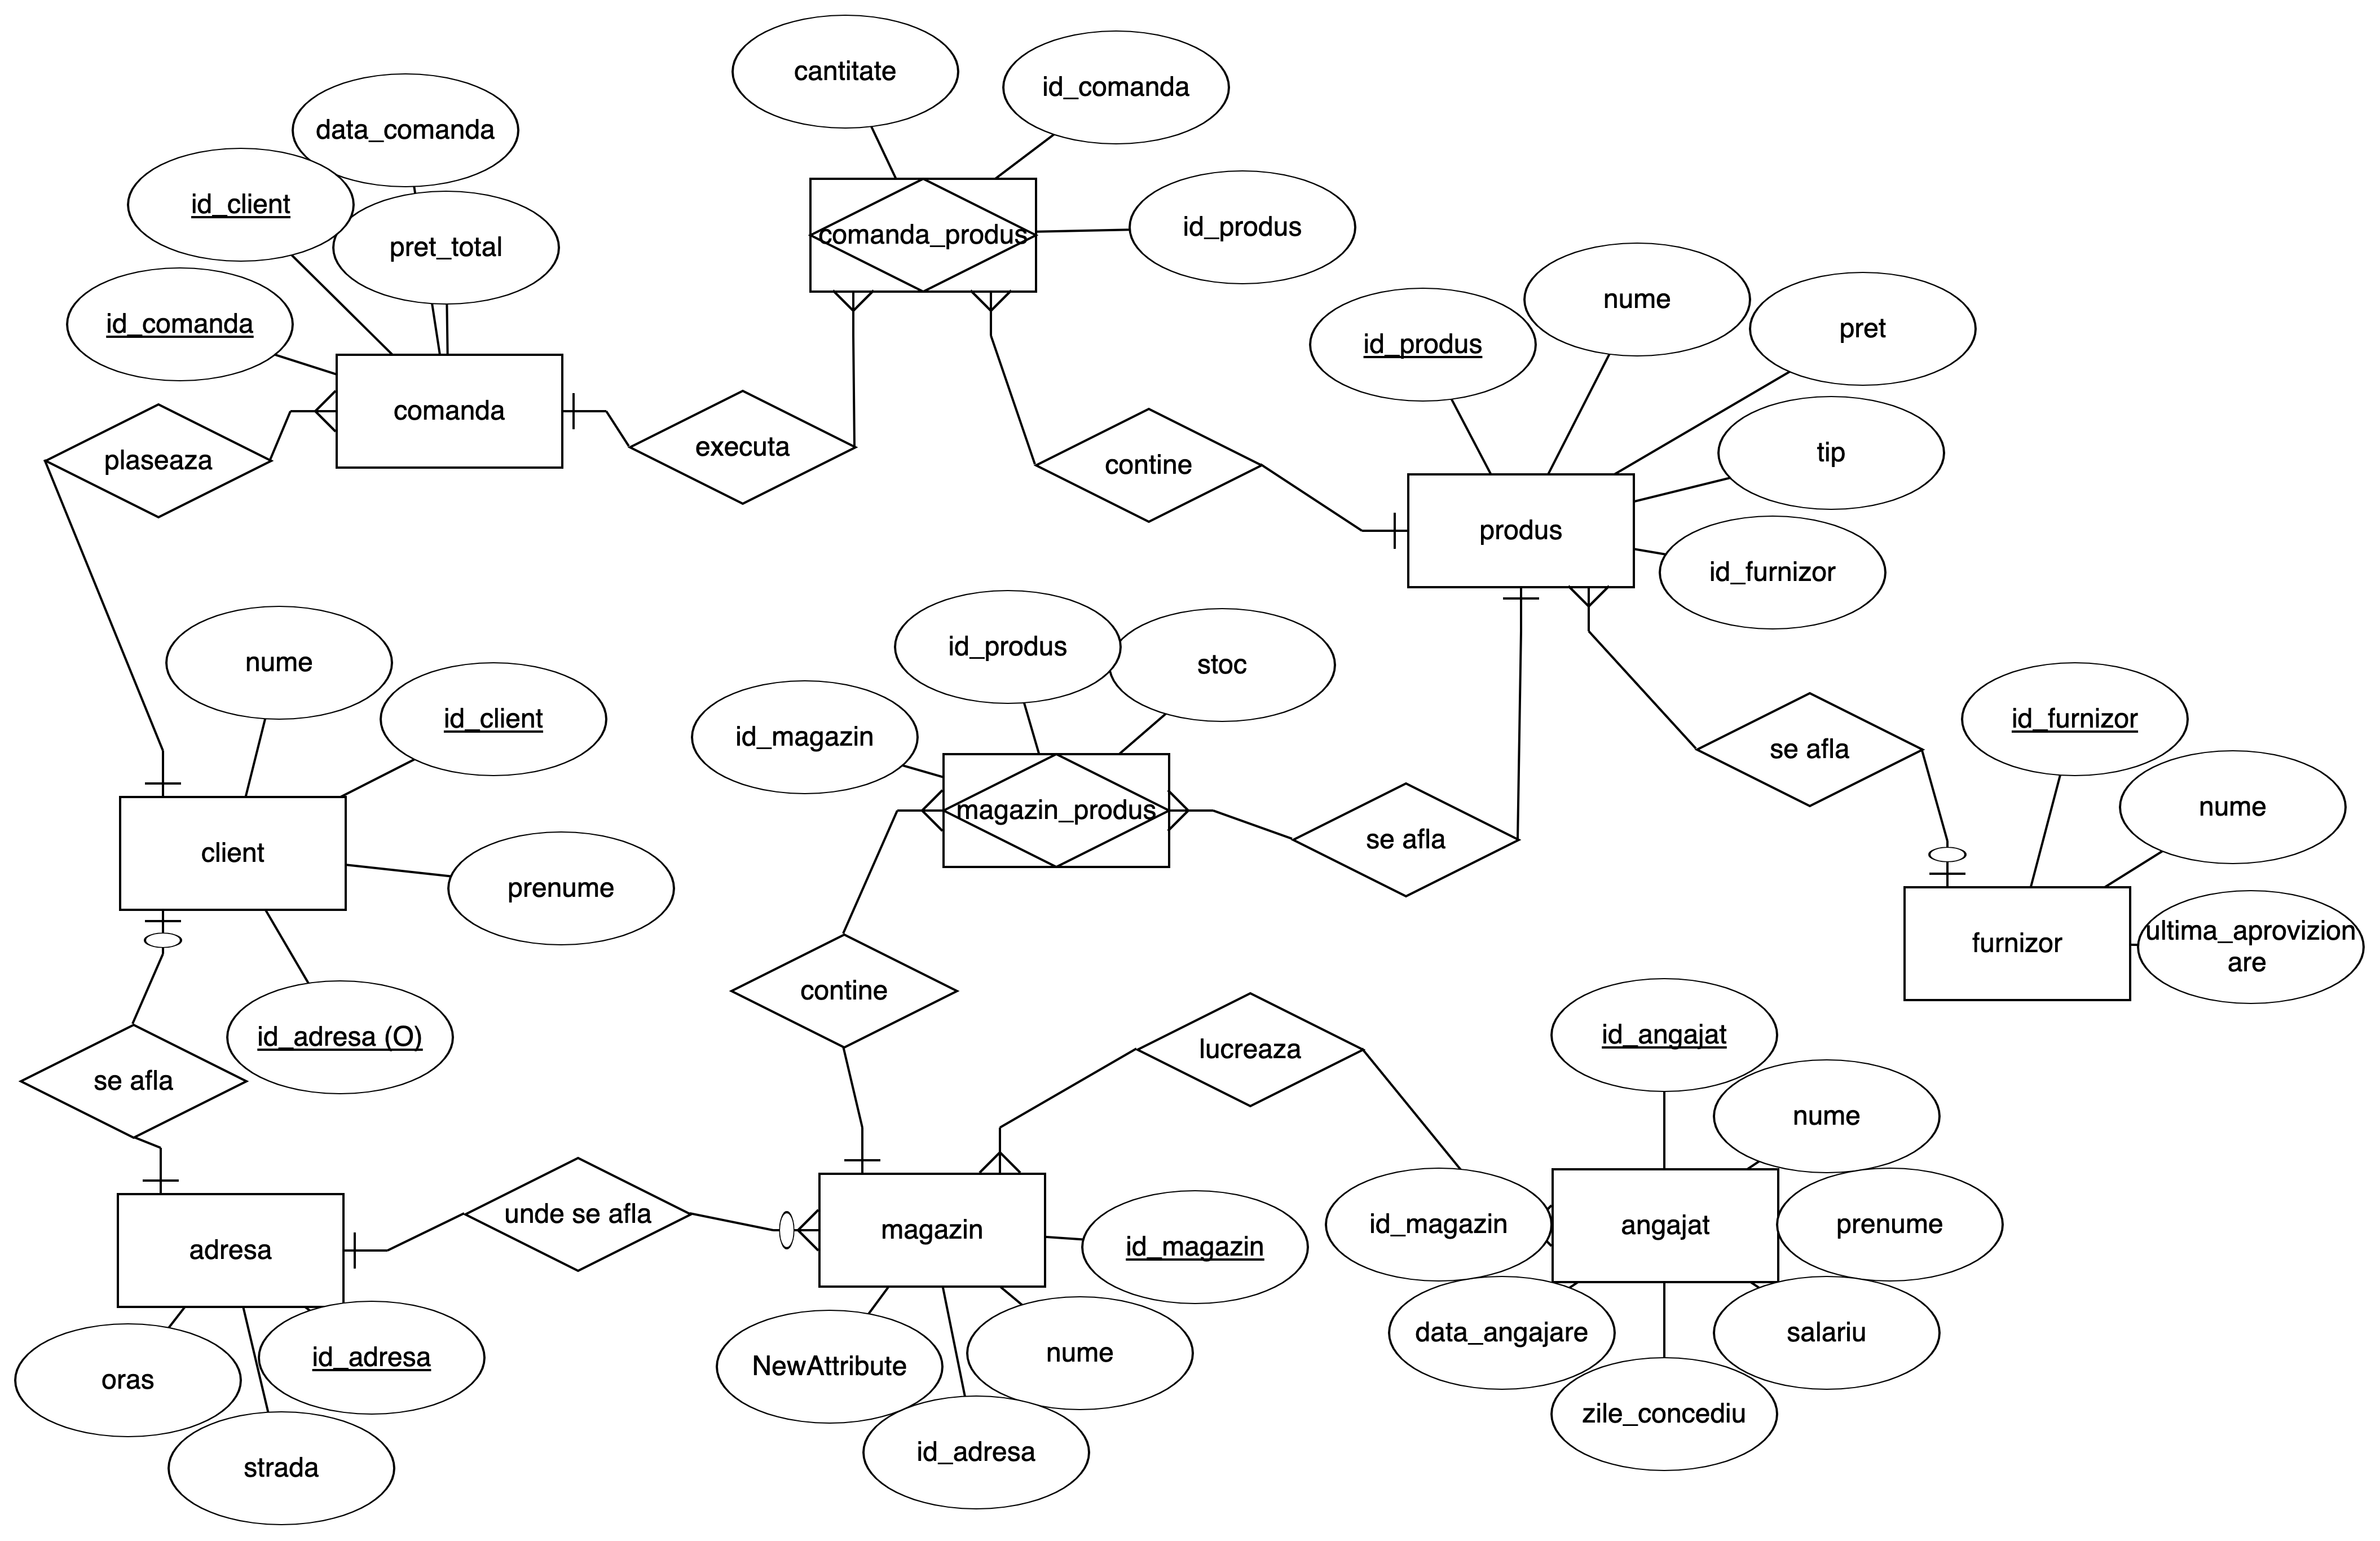 cantitate
id_comanda
data_comanda
id_client
id_produs
comanda_produs
pret_total
nume
id_comanda
pret
id_produs
comanda
executa
tip
plaseaza
contine
produs
id_furnizor
id_produs
nume
stoc
id_client
id_furnizor
id_magazin
se afla
nume
magazin_produs
se afla
client
prenume
ultima_aprovizion
are
furnizor
contine
id_adresa (O)
id_angajat
lucreaza
se afla
nume
unde se afla
id_magazin
angajat
prenume
magazin
adresa
id_magazin
data_angajare
salariu
nume
id_adresa
NewAttribute
oras
zile_concediu
id_adresa
strada